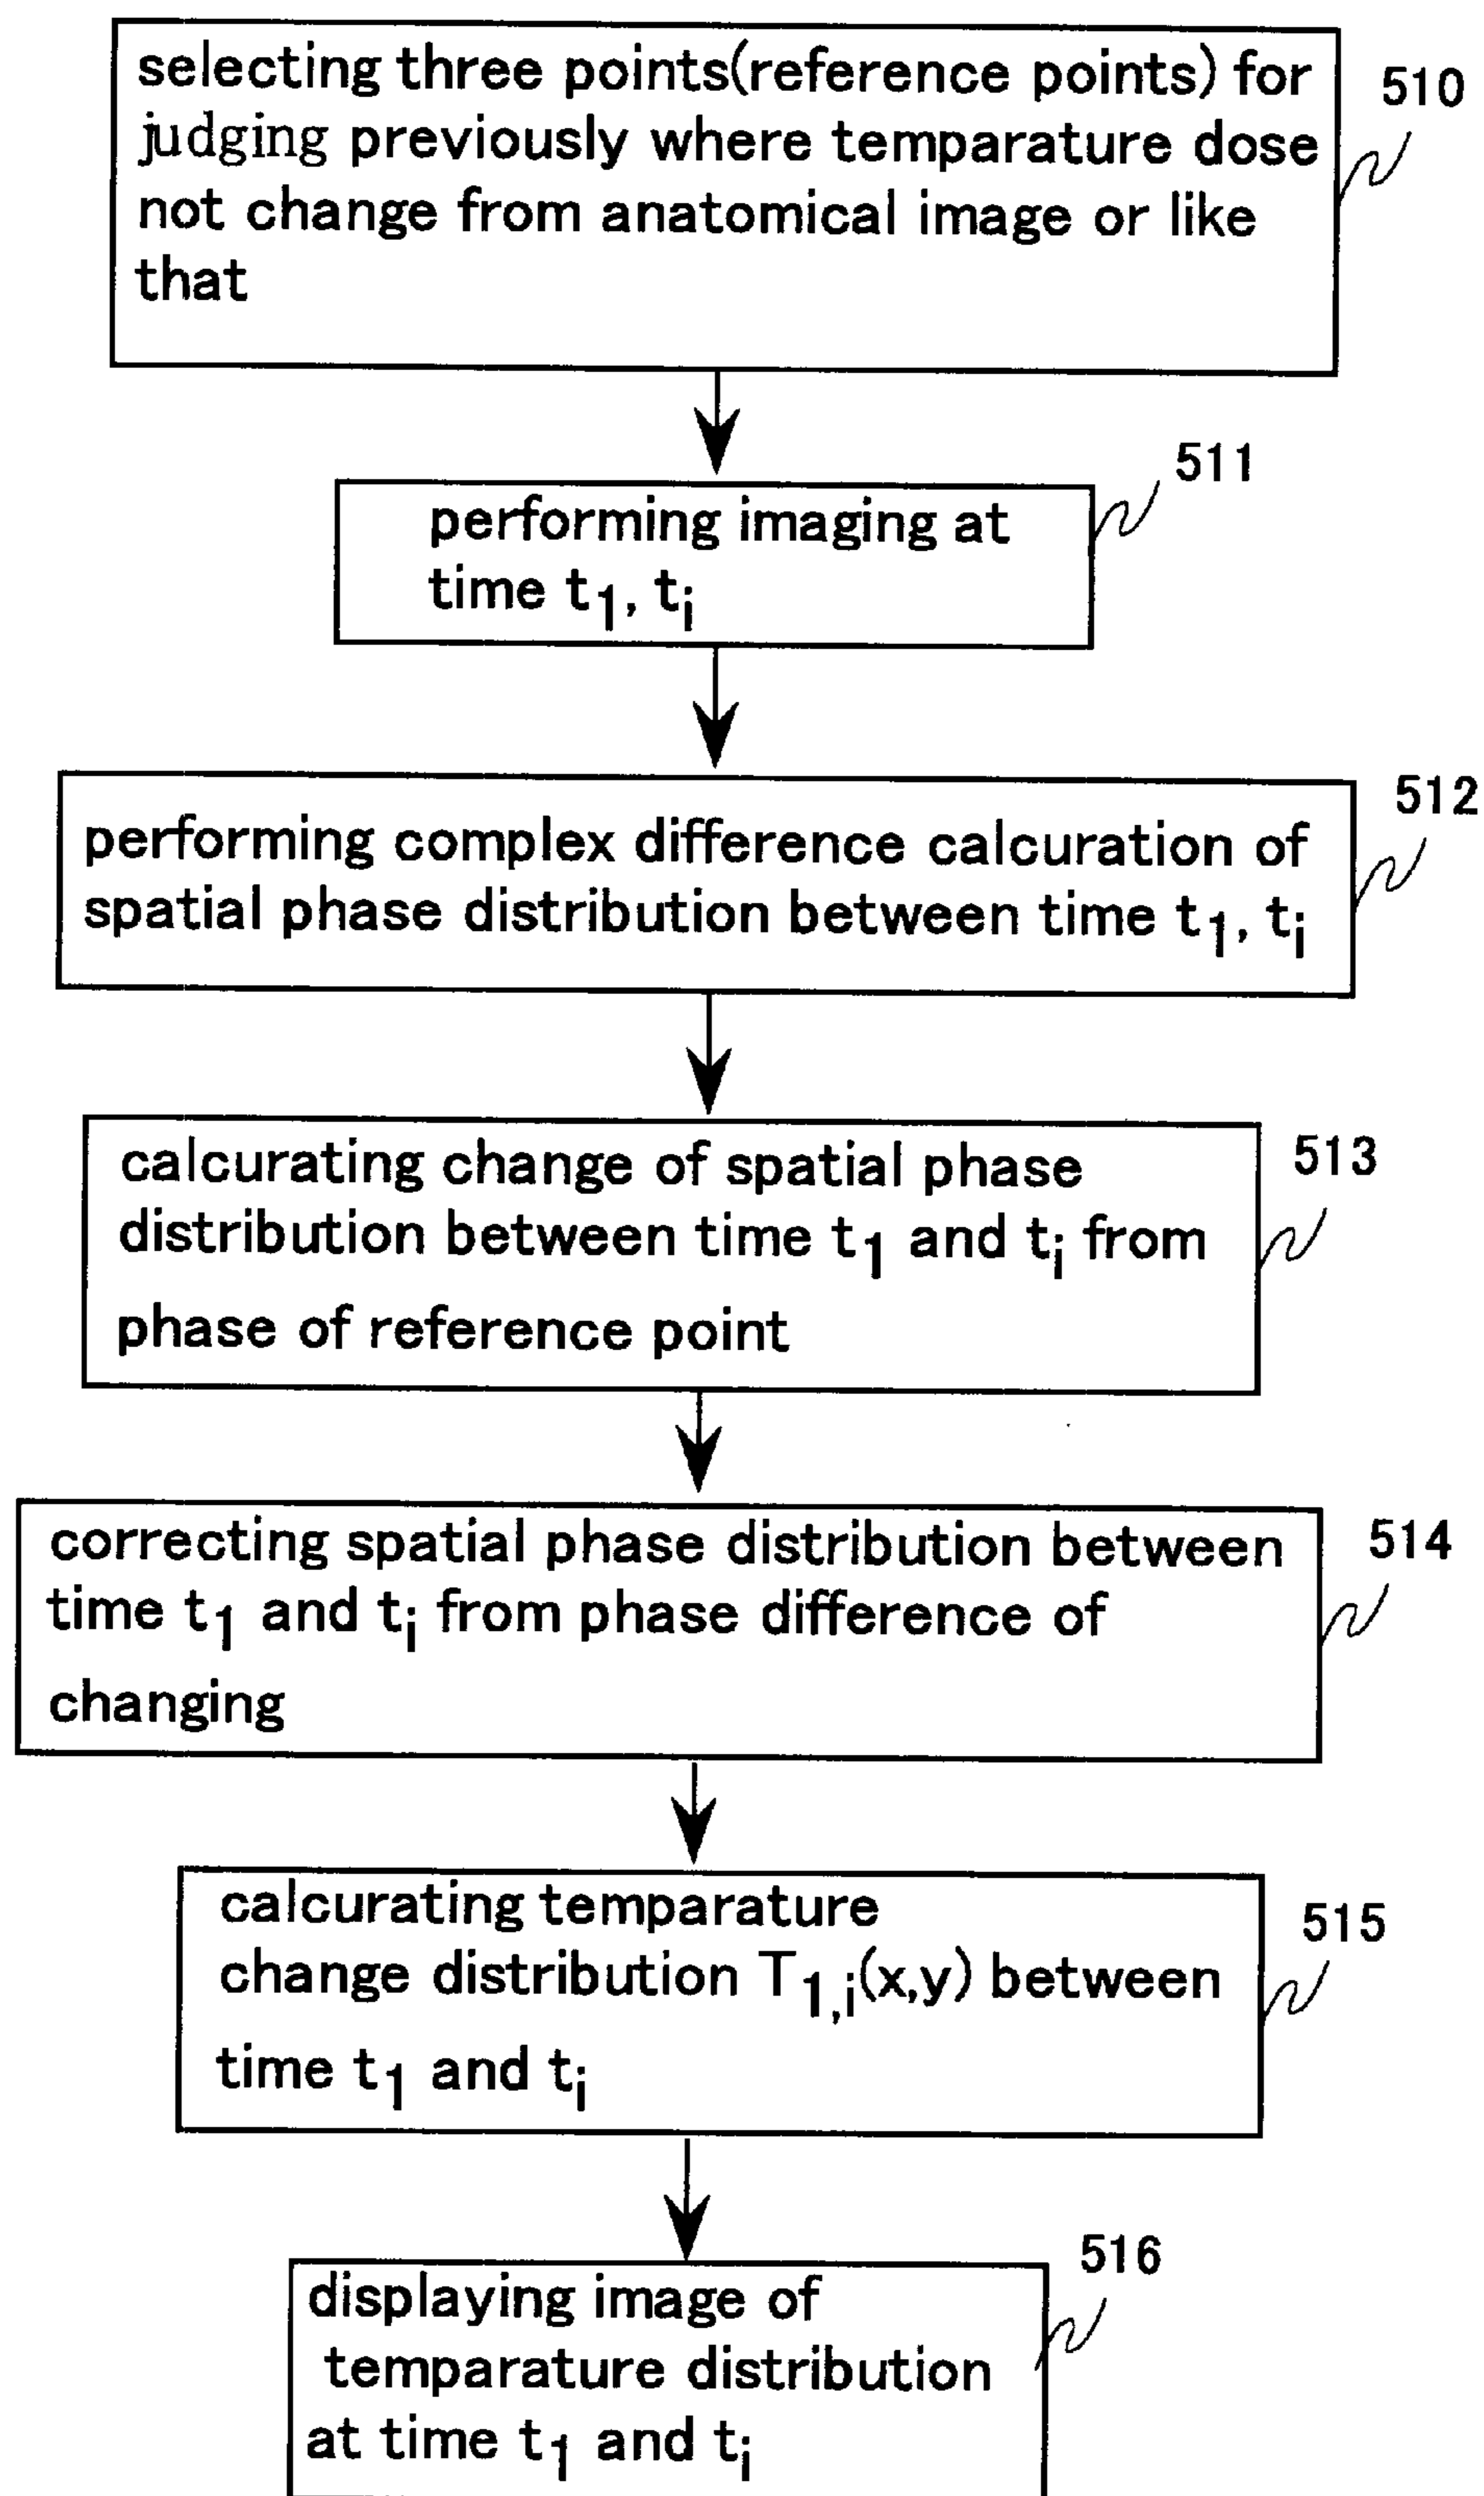 selecting three points(reference points) for
judging previously where temparature dose
not change from anatomical image or like
that
510
511
performing imaging at
time t1, ti
512
performing complex difference calcuration of
spatial phase distribution between time t1, ti
513
calcurating change of spatial phase
distribution between time t1 and ti from
phase of reference point
514
correcting spatial phase distribution between
time t1 and ti from phase difference of
changing
515
calcurating temparature
change distribution T1,i(x,y) between
time t1 and ti
516
displaying image of
temparature distribution
at time t1 and ti